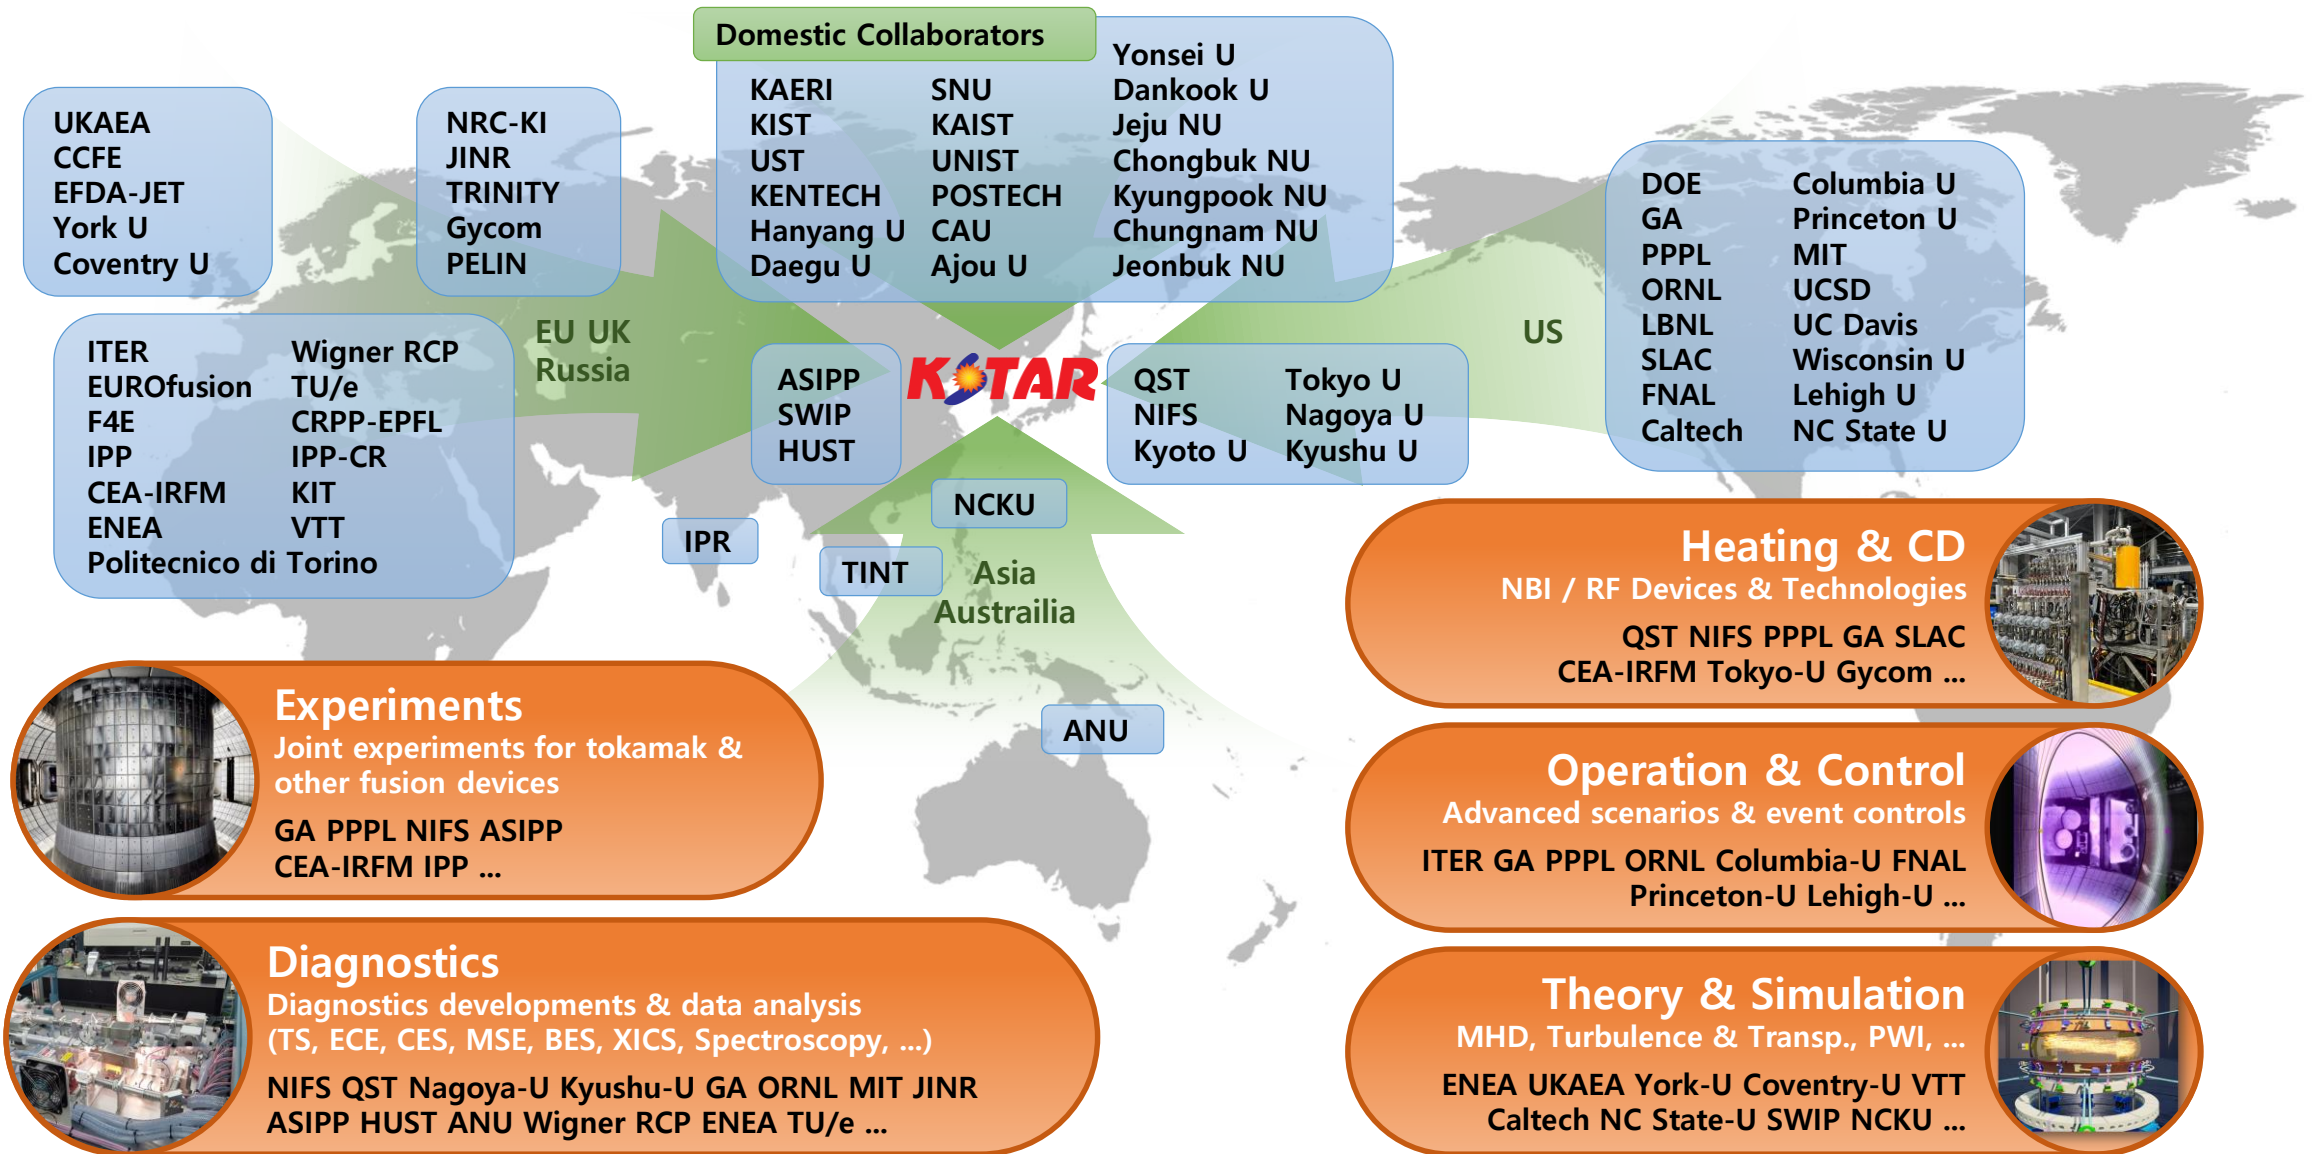 Domestic Collaborators
KAERI
KIST
UST
KENTECH
Hanyang U
Daegu U
SNU
KAIST
UNIST
POSTECH
CAU
Ajou U
Yonsei U
Dankook U
Jeju NU
Chongbuk NU
Kyungpook NU
Chungnam NU
Jeonbuk NU
UKAEA
CCFE
EFDA-JET
York U
Coventry U
NRC-KI
JINR
TRINITY
Gycom
PELIN
ITER
EUROfusion
F4E
IPP
CEA-IRFM
ENEA
Politecnico di Torino
Wigner RCP
TU/e
CRPP-EPFL
IPP-CR
KIT
VTT
EU UK
Russia
ASIPP
SWIP
HUST
KSTAR
QST
NIFS
Kyoto U
Tokyo U
Nagoya U
Kyushu U
US
DOE
GA
PPPL
ORNL
LBNL
SLAC
FNAL
Caltech
Columbia U
Princeton U
MIT
UCSD
UC Davis
Wisconsin U
Lehigh U
NC State U
IPR
NCKU
TINT
Asia
Austrailia
ANU
Experiments
Joint experiments for tokamak &
other fusion devices
GA PPPL NIFS ASIPP
CEA-IRFM IPP ...
Diagnostics
Diagnostics developments & data analysis
(TS, ECE, CES, MSE, BES, XICS, Spectroscopy, ...)
NIFS QST Nagoya-U Kyushu-U GA ORNL MIT JINR
ASIPP HUST ANU Wigner RCP ENEA TU/e ...
Heating & CD
NBI / RF Devices & Technologies
QST NIFS PPPL GA SLAC
CEA-IRFM Tokyo-U Gycom ...
Operation & Control
Advanced scenarios & event controls
ITER GA PPPL ORNL Columbia-U FNAL
Princeton-U Lehigh-U ...
Theory & Simulation
MHD, Turbulence & Transp., PWI, ...
ENEA UKAEA York-U Coventry-U VTT
Caltech NC State-U SWIP NCKU ...